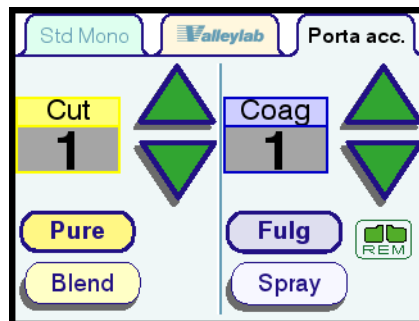 Std Mono
Valleylab
Porta acc.
Cut
1
Coag
1
Pure
Fulg
REM
Blend
Spray